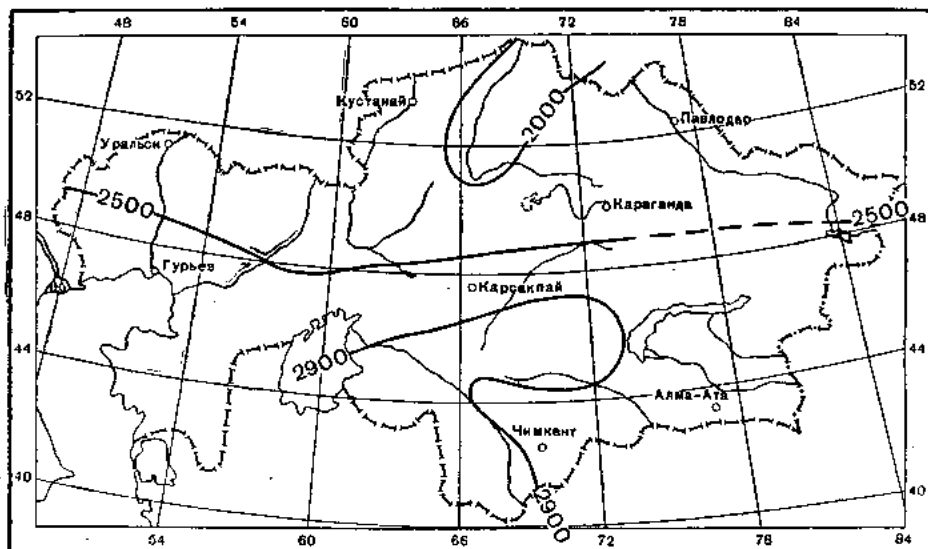 48 54 60 66 72 78 84
52 52
Кустанай
2000
Павлодар
Уральск
2500
Караганда
2500
48 48
Гурьев
Карсакпай
2900
44 44
Алма-Ата
Чимкент
40 40
2900
54 60 66 72 78 84